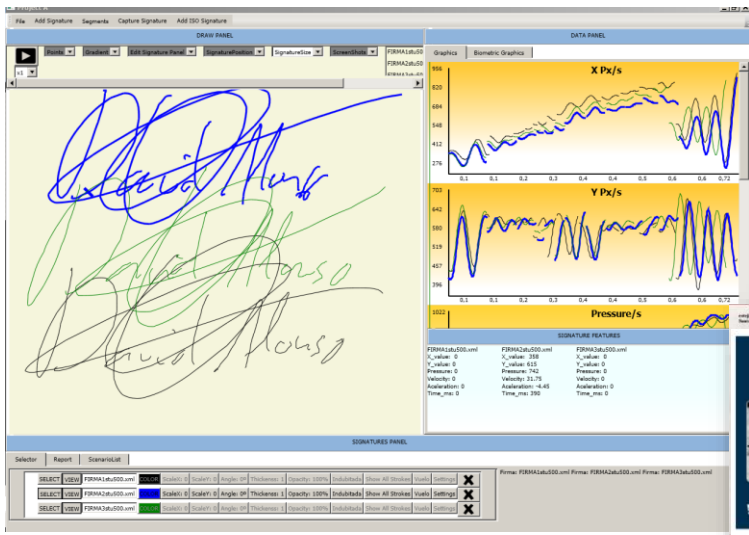 Project A
File Add Signature Segments Capture Signature Add ISO Signature
DRAW PANEL
DATA PANEL
Points Gradient Edit Signature Panel SignaturePosition SignatureSize ScreenShots
FIRMA1stu50
FIRMA2stu50
x1
Graphics Biometric Graphics
X Px/s
956
820
684
548
412
276
0,1 0,1 0,2 0,3 0,4 0,5 0,6 0,6 0,72
Y Px/s
703
642
580
519
457
396
0,1 0,1 0,2 0,3 0,4 0,5 0,6 0,6 0,72
Pressure/s
1022
David Alonso
David Alonso
David Alonso
SIGNATURE FEATURES
FIRMA1stu500.xml FIRMA2stu500.xml FIRMA3stu500.xml
X_value: 0 X_value: 358 X_value: 0
Y_value: 0 Y_value: 615 Y_value: 0
Pressure: 0 Pressure: 742 Pressure: 0
Velocity: 0 Velocity: 31.75 Velocity: 0
Aceleration: 0 Aceleration: -4.45 Aceleration: 0
Time_ms: 0 Time_ms: 390 Time_ms: 0
SIGNATURES PANEL
Selector Report ScenarioList
SELECT VIEW FIRMA1stu500.xml COLOR ScaleX: 0 ScaleY: 0 Angle: 0º Thickness: 1 Opacity: 100% Indubitada Show All Strokes Vuelo Settings X
SELECT VIEW FIRMA2stu500.xml COLOR ScaleX: 0 ScaleY: 0 Angle: 0º Thickness: 1 Opacity: 100% Indubitada Show All Strokes Vuelo Settings X
SELECT VIEW FIRMA3stu500.xml COLOR ScaleX: 0 ScaleY: 0 Angle: 0º Thickness: 1 Opacity: 100% Indubitada Show All Strokes Vuelo Settings X
Firma: FIRMA1stu500.xml Firma: FIRMA2stu500.xml Firma: FIRMA3stu500.xml